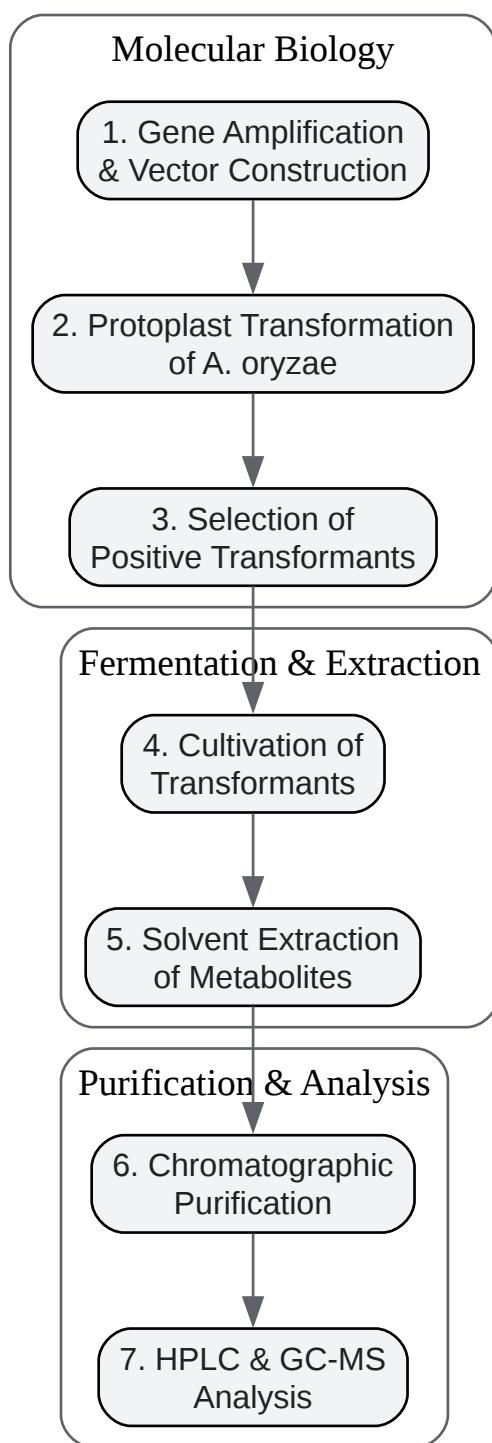 Molecular Biology
1. Gene Amplification
& Vector Construction
2. Protoplast Transformation
of A. oryzae
3. Selection of
Positive Transformants
Fermentation & Extraction
4. Cultivation of
Transformants
5. Solvent Extraction
of Metabolites
Purification & Analysis
6. Chromatographic
Purification
7. HPLC & GC-MS
Analysis